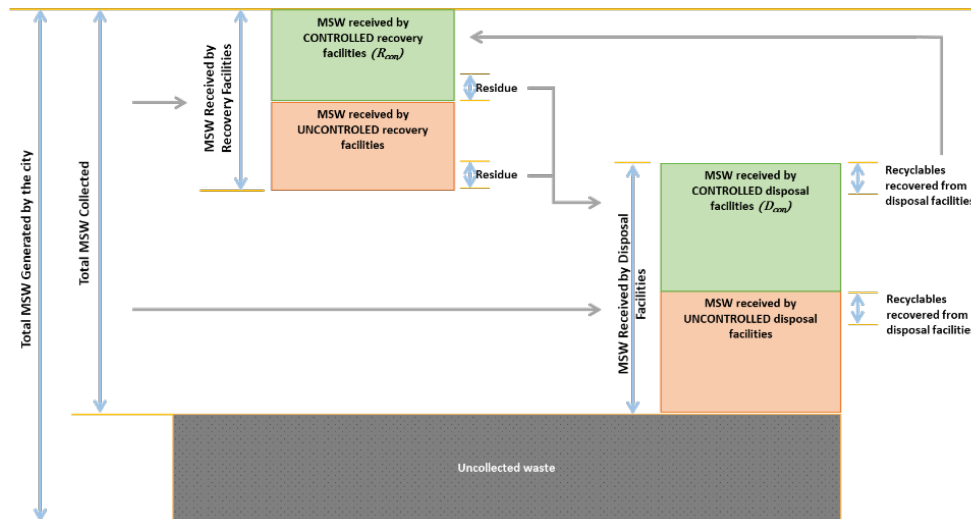 Total MSW Generated by the city
Total MSW Collected
MSW Received by
Recovery Facilities
MSW received by
CONTROLLED recovery
facilities (Rcon)
Residue
MSW received by
UNCONTROLED recovery
facilities
Residue
MSW Received by Disposal
Facilities
MSW received by
CONTROLLED disposal
facilities (Dcon)
Recyclables
recovered from
disposal facilities
MSW received by
UNCONTROLLED disposal
facilities
Recyclables
recovered from
disposal facilities
Uncollected waste